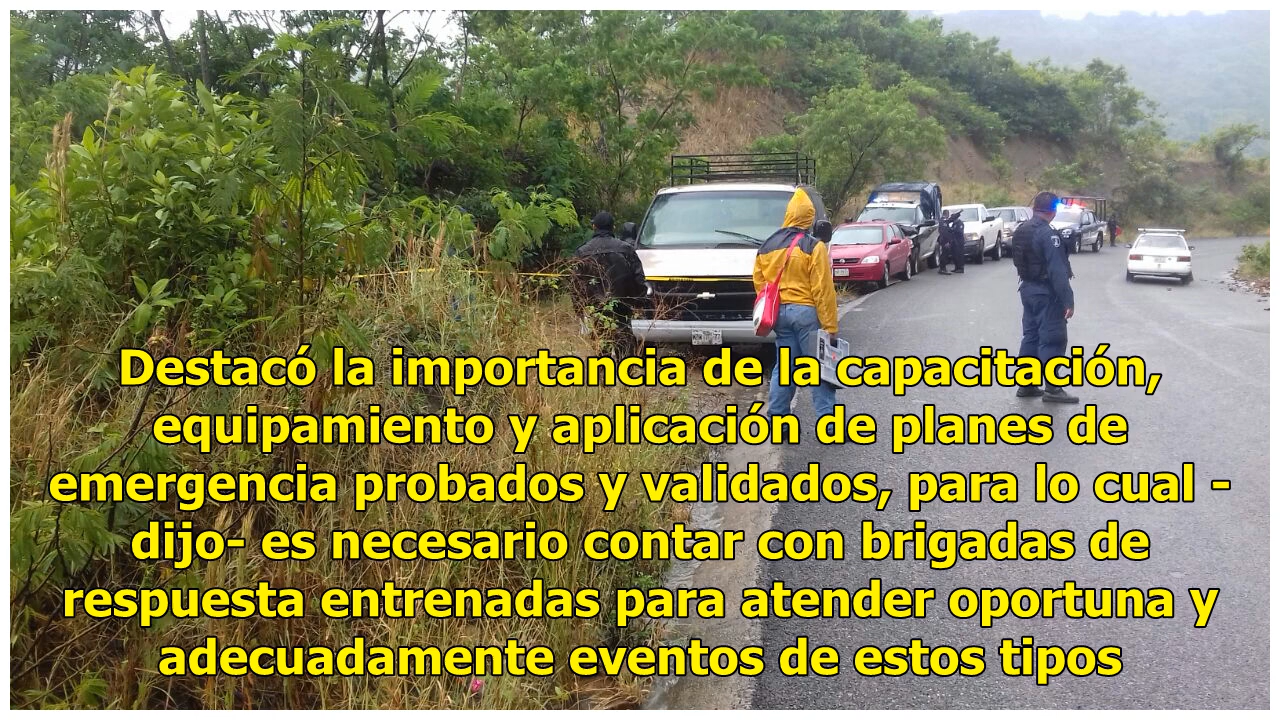 Destacó la importancia de la capacitación,
equipamiento y aplicación de planes de
emergencia probados y validados, para lo cual -
dijo- es necesario contar con brigadas de
respuesta entrenadas para atender oportuna y
adecuadamente eventos de estos tipos